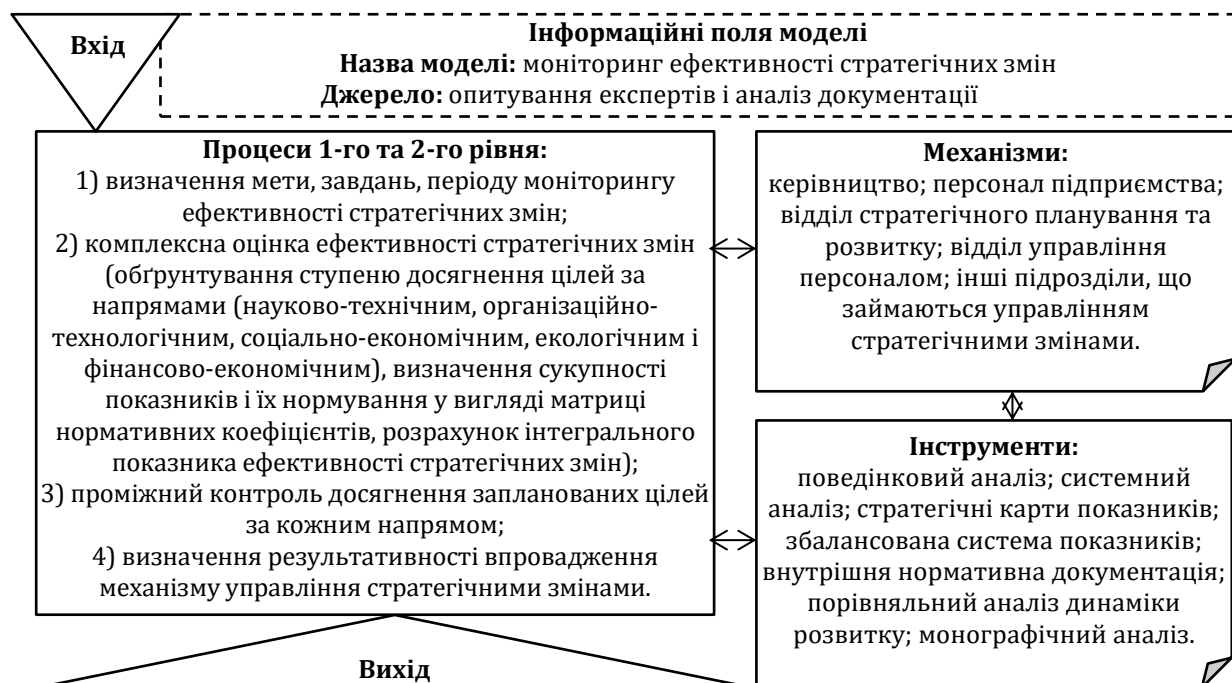 Вхід
Інформаційні поля моделі
Назва моделі: моніторинг ефективності стратегічних змін
Джерело: опитування експертів і аналіз документації
Процеси 1-го та 2-го рівня:
1) визначення мети, завдань, періоду моніторингу
ефективності стратегічних змін;
2) комплексна оцінка ефективності стратегічних змін
(обґрунтування ступеню досягнення цілей за
напрямами (науково-технічним, організаційно-
технологічним, соціально-економічним, екологічним і
фінансово-економічним), визначення сукупності
показників і їх нормування у вигляді матриці
нормативних коефіцієнтів, розрахунок інтегрального
показника ефективності стратегічних змін);
3) проміжний контроль досягнення запланованих цілей
за кожним напрямом;
4) визначення результативності впровадження
механізму управління стратегічними змінами.
Механізми:
керівництво; персонал підприємства;
відділ стратегічного планування та
розвитку; відділ управління
персоналом; інші підрозділи, що
займаються управлінням
стратегічними змінами.
Інструменти:
поведінковий аналіз; системний
аналіз; стратегічні карти показників;
збалансована система показників;
внутрішня нормативна документація;
порівняльний аналіз динаміки
розвитку; монографічний аналіз.
Вихід